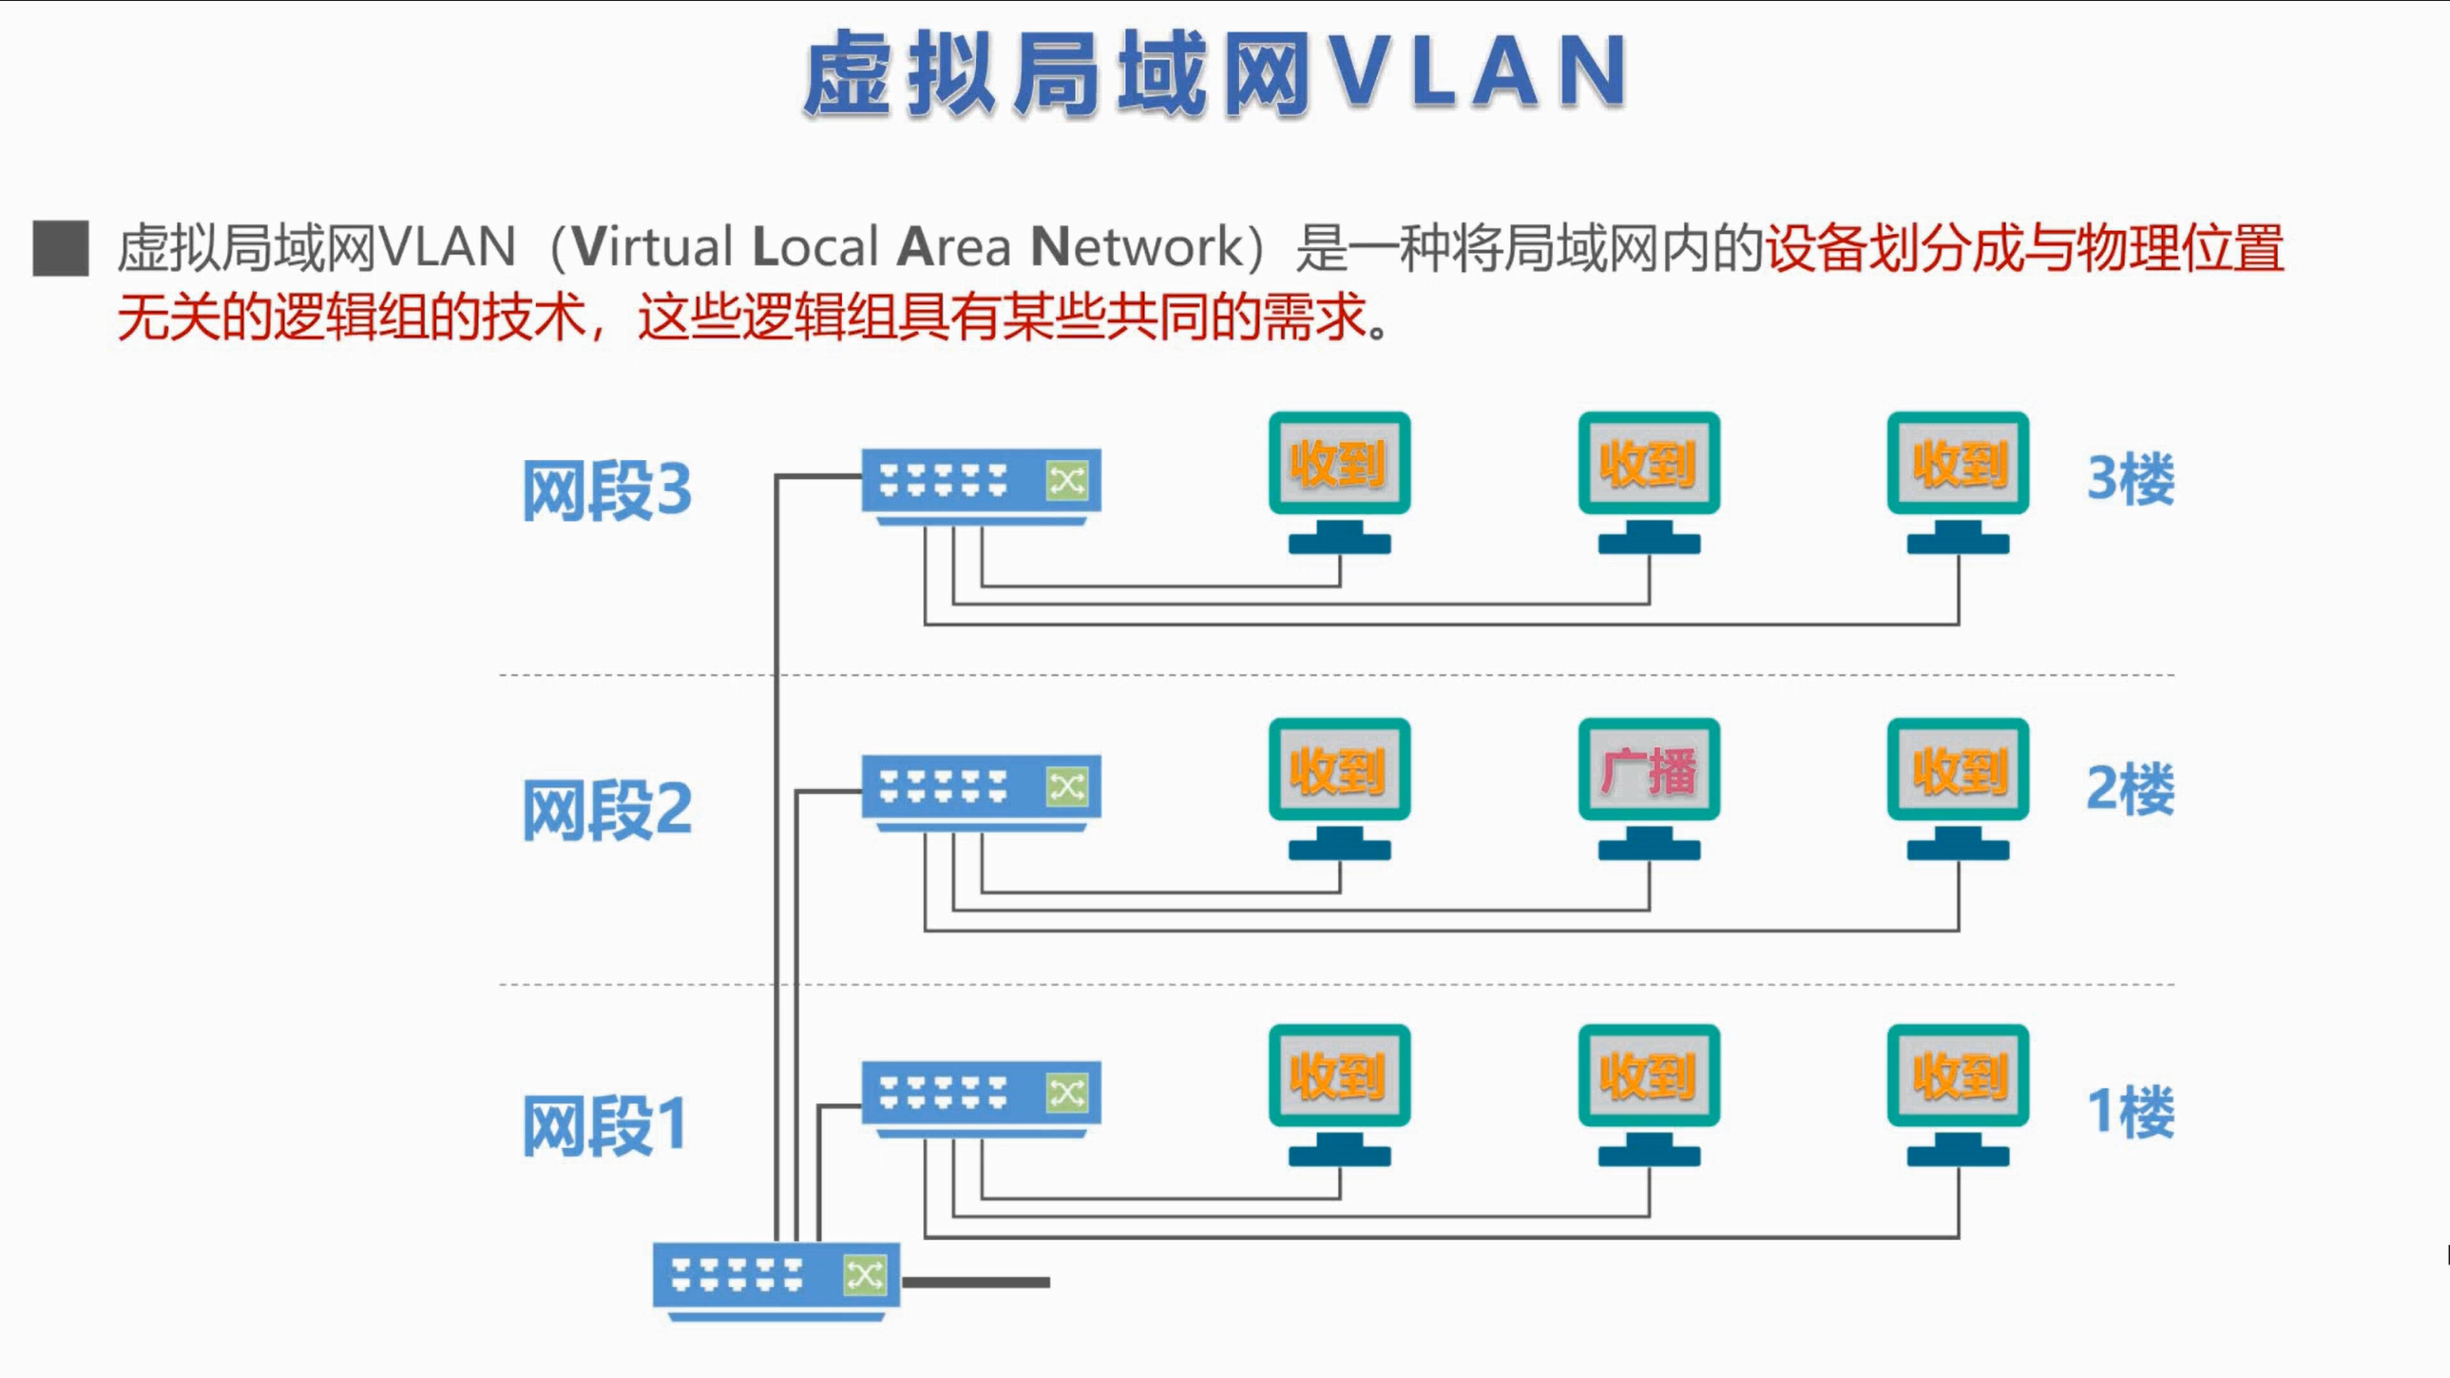 虚拟局域网VLAN
虚拟局域网VLAN（Virtual Local Area Network）是一种将局域网内的设备划分成与物理位置
无关的逻辑组的技术，这些逻辑组具有某些共同的需求。
网段3 收到 收到 收到 3楼
网段2 收到 广播 收到 2楼
网段1 收到 收到 收到 1楼